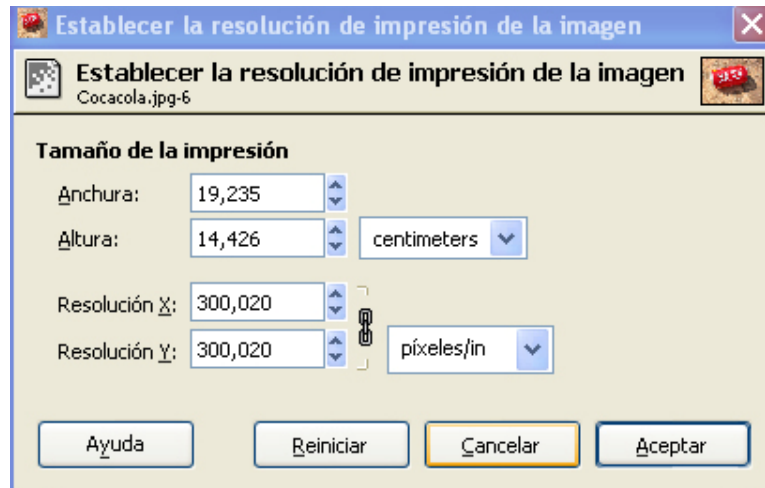 Establecer la resolución de impresión de la imagen
Establecer la resolución de impresión de la imagen
Cocacola.jpg-6
Tamaño de la impresión
Anchura: 19,235
Altura: 14,426 centimeters
Resolución X: 300,020
Resolución Y: 300,020 píxeles/in
Ayuda Reiniciar Cancelar Aceptar